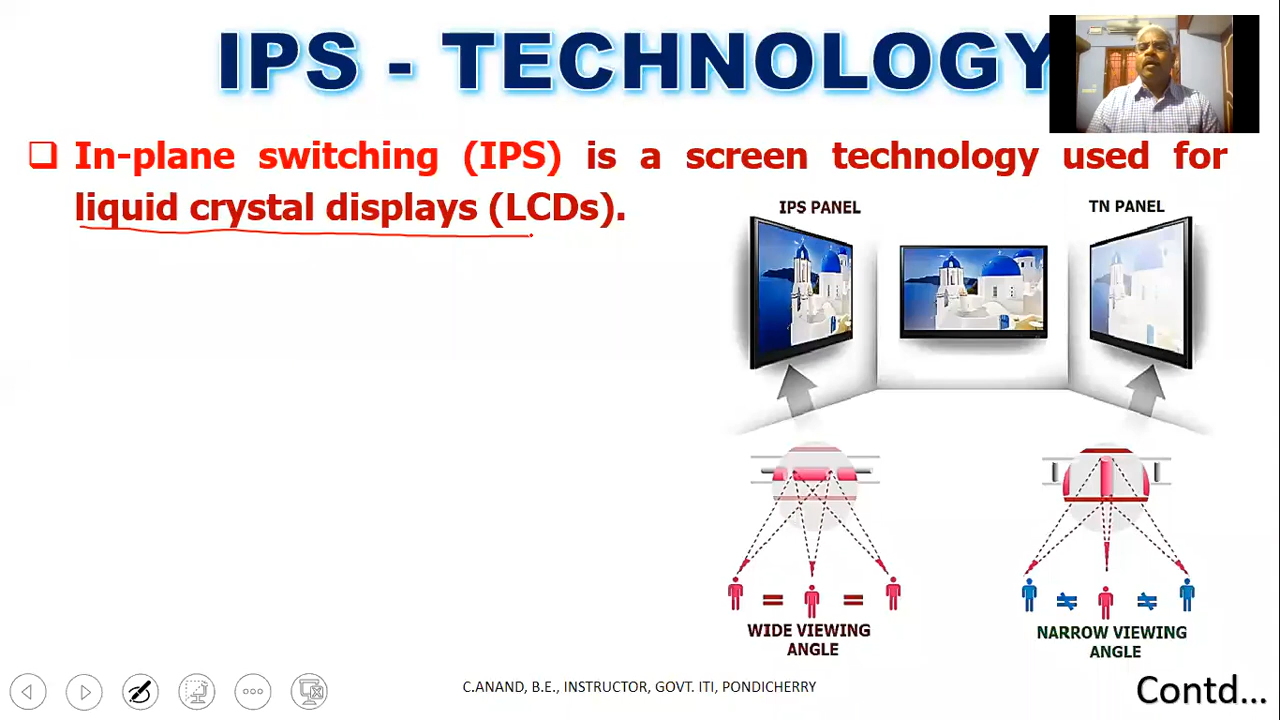 IPS - TECHNOLOGY
❑ In-plane switching (IPS) is a screen technology used for
liquid crystal displays (LCDs).
IPS PANEL
TN PANEL
= =
≠ ≠
WIDE VIEWING
ANGLE
NARROW VIEWING
ANGLE
C.ANAND, B.E., INSTRUCTOR, GOVT. ITI, PONDICHERRY
Contd...